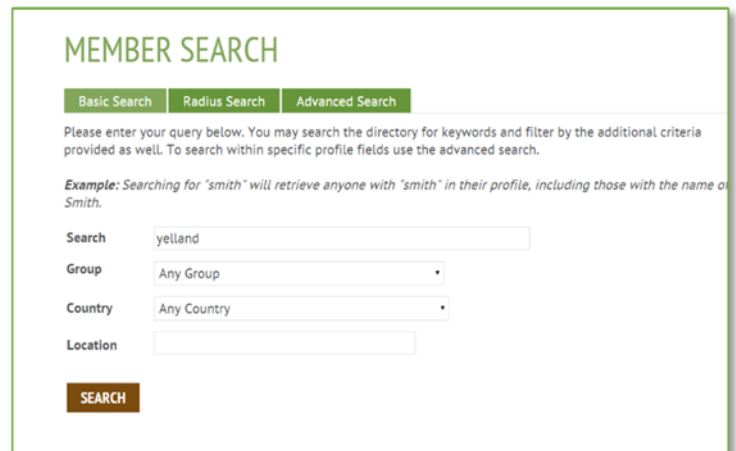 MEMBER SEARCH
Basic Search Radius Search Advanced Search
Please enter your query below. You may search the directory for keywords and filter by the additional criteria
provided as well. To search within specific profile fields use the advanced search.
Example: Searching for "smith" will retrieve anyone with "smith" in their profile, including those with the name of
Smith.
Search yelland
Group Any Group
Country Any Country
Location
SEARCH